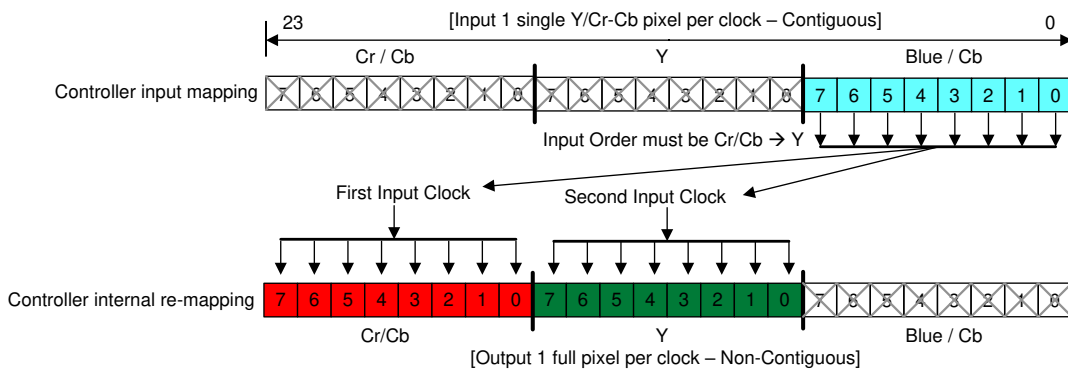 23 [Input 1 single Y/Cr-Cb pixel per clock – Contiguous] 0
Cr / Cb Y Blue / Cb
Controller input mapping 7 6 5 4 3 2 1 0 7 6 5 4 3 2 1 0 7 6 5 4 3 2 1 0
Input Order must be Cr/Cb → Y
First Input Clock Second Input Clock
Controller internal re-mapping 7 6 5 4 3 2 1 0 7 6 5 4 3 2 1 0 7 6 5 4 3 2 1 0
Cr/Cb Y Blue / Cb
[Output 1 full pixel per clock – Non-Contiguous]